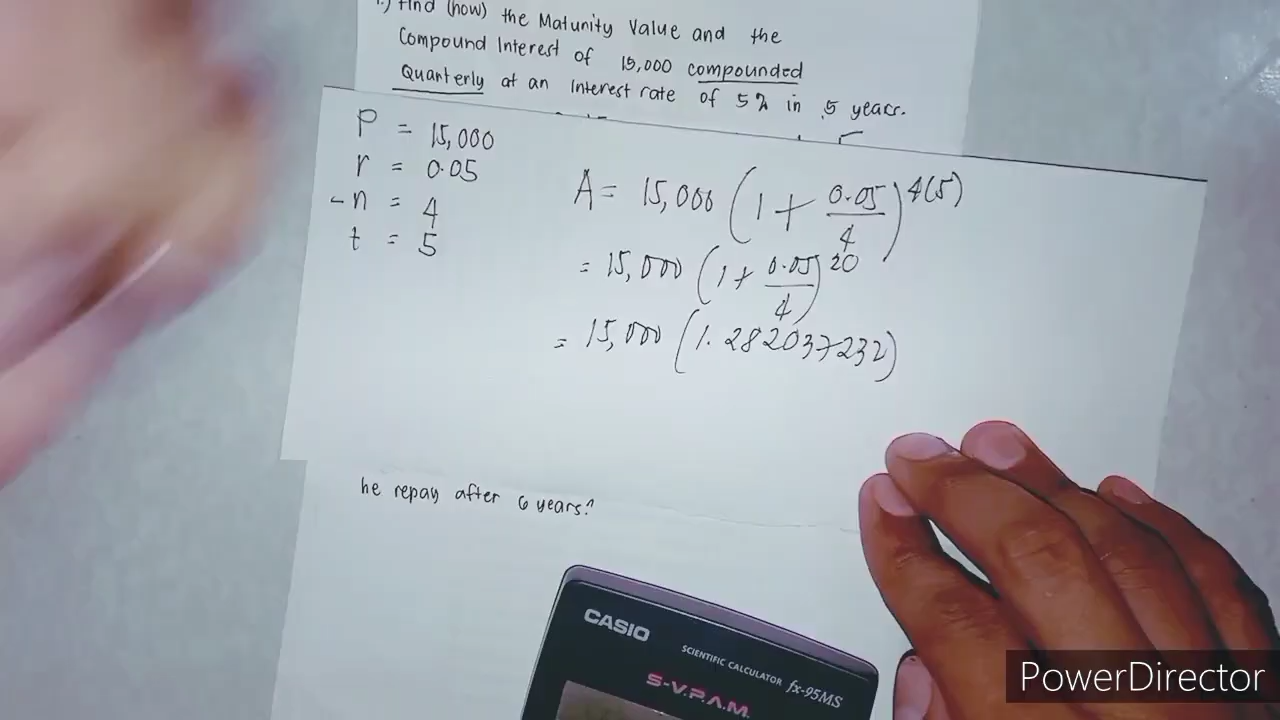 1.) Find (how) the Maturity Value and the
Compound Interest of 15,000 compounded
Quarterly at an interest rate of 5% in 5 years.
P = 15,000
r = 0.05
- n = 4
t = 5
A = 15,000 (1 + 0.05/4)^4(5)
= 15,000 (1 + 0.05/4)^20
= 15,000 (1.282037232)
he repay after 6 years?
CASIO
SCIENTIFIC CALCULATOR fx-95MS
S-V.P.A.M.
PowerDirector